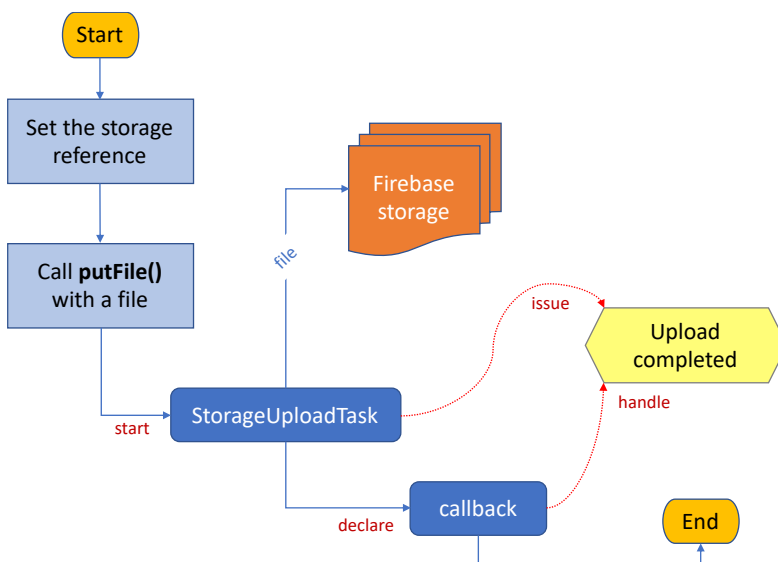 Start
Set the storage
reference
Firebase
storage
file
Call putFile()
with a file
issue
Upload
completed
StorageUploadTask
start
handle
callback
declare
End